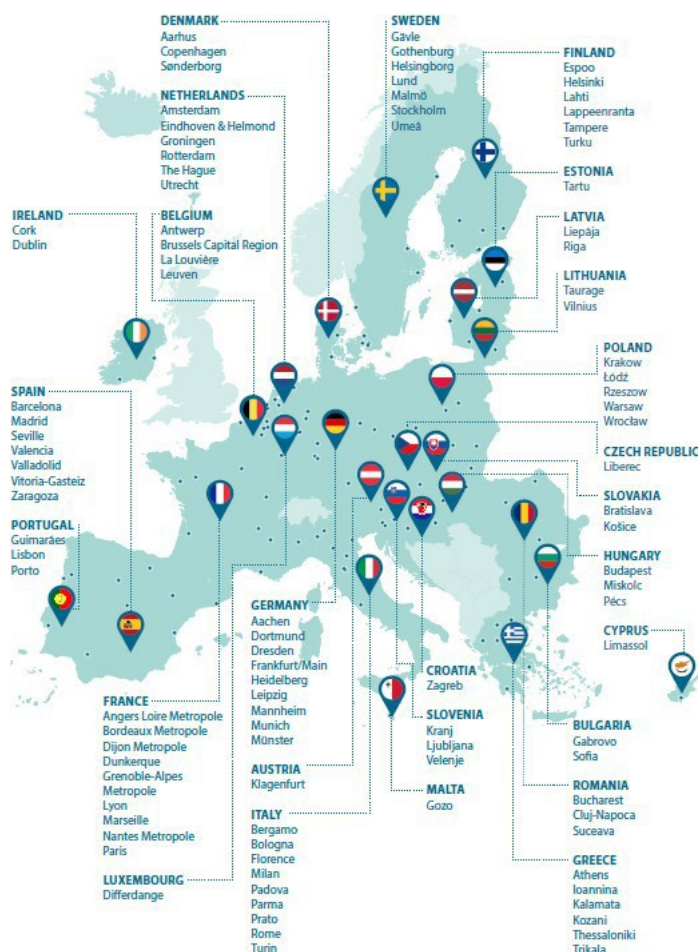 DENMARK
Aarhus
Copenhagen
Sønderborg
SWEDEN
Gävle
Gothenburg
Helsingborg
Lund
Malmö
Stockholm
Umeå
FINLAND
Espoo
Helsinki
Lahti
Lappeenranta
Tampere
Turku
NETHERLANDS
Amsterdam
Eindhoven & Helmond
Groningen
Rotterdam
The Hague
Utrecht
ESTONIA
Tartu
IRELAND
Cork
Dublin
BELGIUM
Antwerp
Brussels Capital Region
La Louvière
Leuven
LATVIA
Liepāja
Riga
LITHUANIA
Taurage
Vilnius
POLAND
Krakow
Łódź
Rzeszow
Warsaw
Wrocław
SPAIN
Barcelona
Madrid
Seville
Valencia
Valladolid
Vitoria-Gasteiz
Zaragoza
CZECH REPUBLIC
Liberec
SLOVAKIA
Bratislava
Košice
PORTUGAL
Guimarães
Lisbon
Porto
HUNGARY
Budapest
Miskolc
Pécs
GERMANY
Aachen
Dortmund
Dresden
Frankfurt/Main
Heidelberg
Leipzig
Mannheim
Munich
Münster
CYPRUS
Limassol
CROATIA
Zagreb
FRANCE
Angers Loire Metropole
Bordeaux Metropole
Dijon Metropole
Dunkerque
Grenoble-Alpes
Metropole
Lyon
Marseille
Nantes Metropole
Paris
SLOVENIA
Kranj
Ljubljana
Velenje
BULGARIA
Gabrovo
Sofia
AUSTRIA
Klagenfurt
MALTA
Gozo
ROMANIA
Bucharest
Cluj-Napoca
Suceava
ITALY
Bergamo
Bologna
Florence
Milan
Padova
Parma
Prato
Rome
Turin
GREECE
Athens
Ioannina
Kalamata
Kozani
Thessaloniki
Trikala
LUXEMBOURG
Differdange